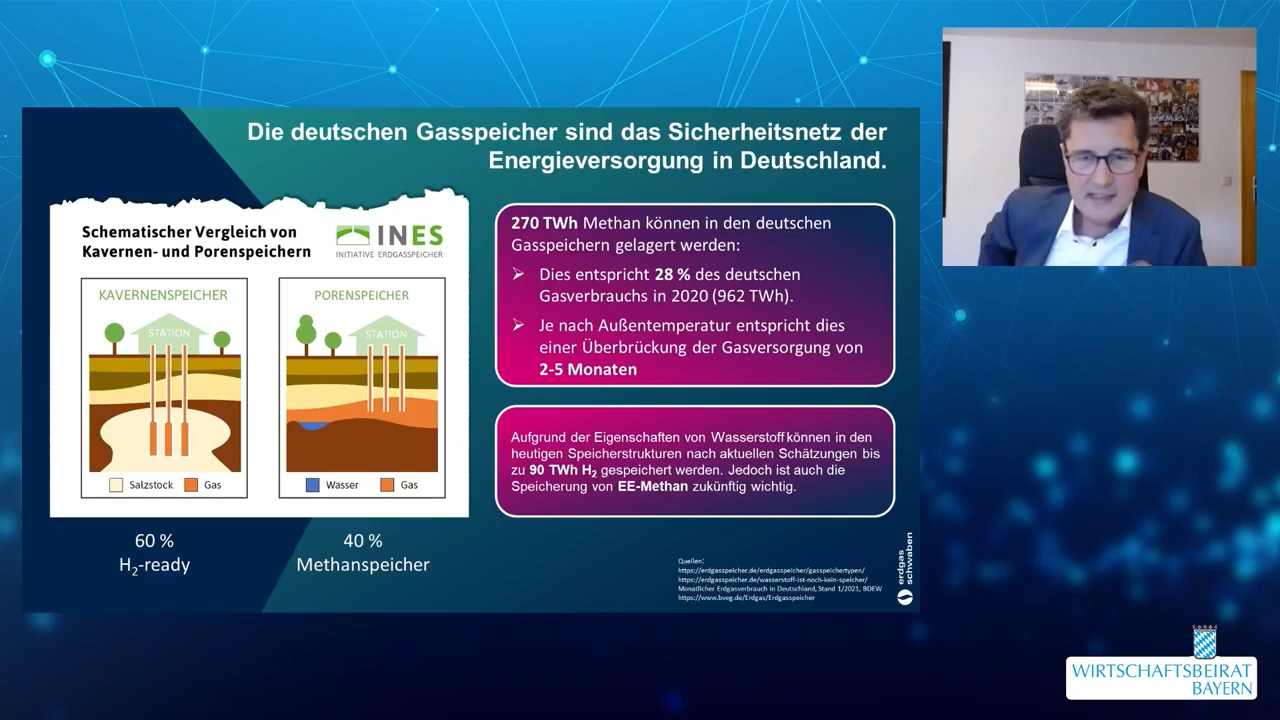 Die deutschen Gasspeicher sind das Sicherheitsnetz der
Energieversorgung in Deutschland.
Schematischer Vergleich von
Kavernen- und Porenspeichern
INES
INITIATIVE ERDGASSPEICHER
KAVERNENSPEICHER
STATION
Salzstock
Gas
PORENSPEICHER
STATION
Wasser
Gas
60 %
H₂-ready
40 %
Methanspeicher
270 TWh Methan können in den deutschen
Gasspeichern gelagert werden:
➢ Dies entspricht 28 % des deutschen
Gasverbrauchs in 2020 (962 TWh).
➢ Je nach Außentemperatur entspricht dies
einer Überbrückung der Gasversorgung von
2-5 Monaten
Aufgrund der Eigenschaften von Wasserstoff können in den
heutigen Speicherstrukturen nach aktuellen Schätzungen bis
zu 90 TWh H₂ gespeichert werden. Jedoch ist auch die
Speicherung von EE-Methan zukünftig wichtig.
Quellen:
https://erdgasspeicher.de/erdgasspeicher/gasspeichertypen/
https://erdgasspeicher.de/wasserstoff-ist-noch-kein-speicher/
Monatlicher Erdgasverbrauch in Deutschland, Stand 1/2021, BDEW
https://www.bveg.de/Erdgas/Erdgasspeicher
erdgas
schwaben
WIRTSCHAFTSBEIRAT
BAYERN